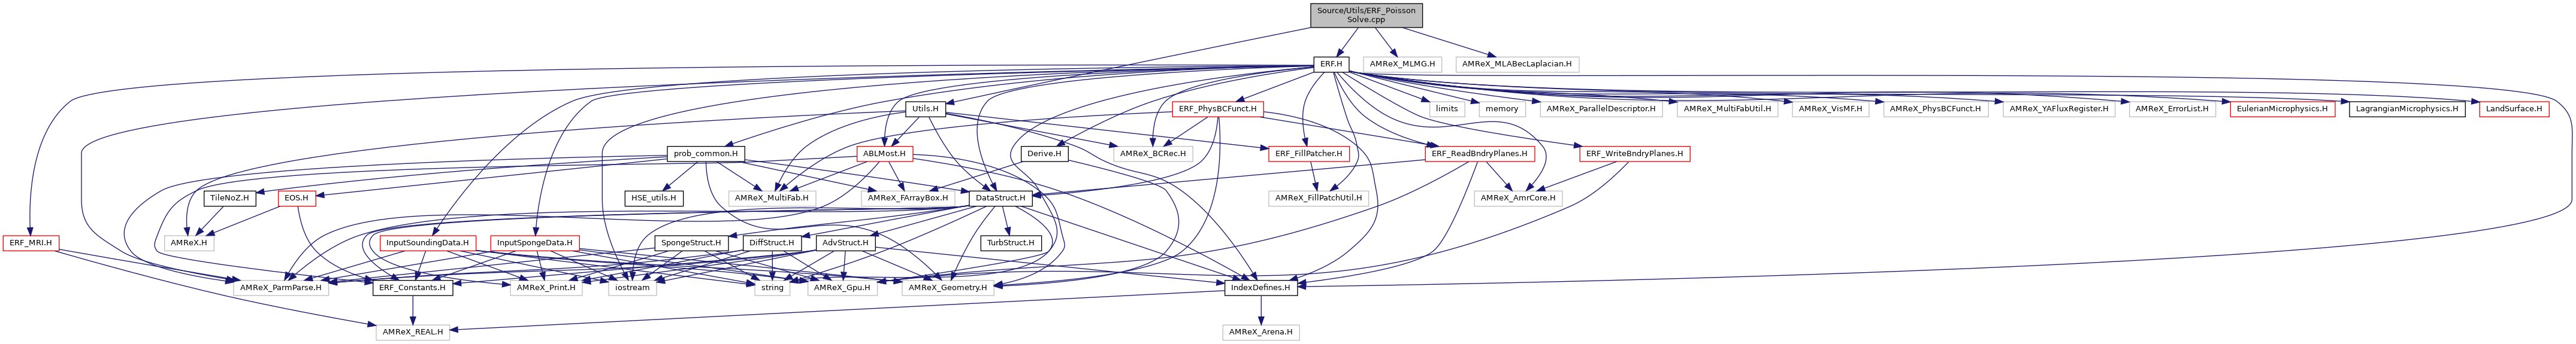 Source/Utils/ERF_Poisson
Solve.cpp
ERF.H
AMReX_MLMG.H
AMReX_MLABecLaplacian.H
Utils.H
ERF_PhysBCFunct.H
limits
memory
AMReX_ParallelDescriptor.H
AMReX_MultiFabUtil.H
AMReX_VisMF.H
AMReX_PhysBCFunct.H
AMReX_YAFluxRegister.H
AMReX_ErrorList.H
EulerianMicrophysics.H
LagrangianMicrophysics.H
LandSurface.H
prob_common.H
ABLMost.H
Derive.H
AMReX_BCRec.H
ERF_FillPatcher.H
ERF_ReadBndryPlanes.H
ERF_WriteBndryPlanes.H
TileNoZ.H
EOS.H
HSE_utils.H
AMReX_MultiFab.H
AMReX_FArrayBox.H
DataStruct.H
AMReX_FillPatchUtil.H
AMReX_AmrCore.H
ERF_MRI.H
AMReX.H
InputSoundingData.H
InputSpongeData.H
SpongeStruct.H
DiffStruct.H
AdvStruct.H
TurbStruct.H
AMReX_ParmParse.H
ERF_Constants.H
AMReX_Print.H
iostream
string
AMReX_Gpu.H
AMReX_Geometry.H
IndexDefines.H
AMReX_REAL.H
AMReX_Arena.H